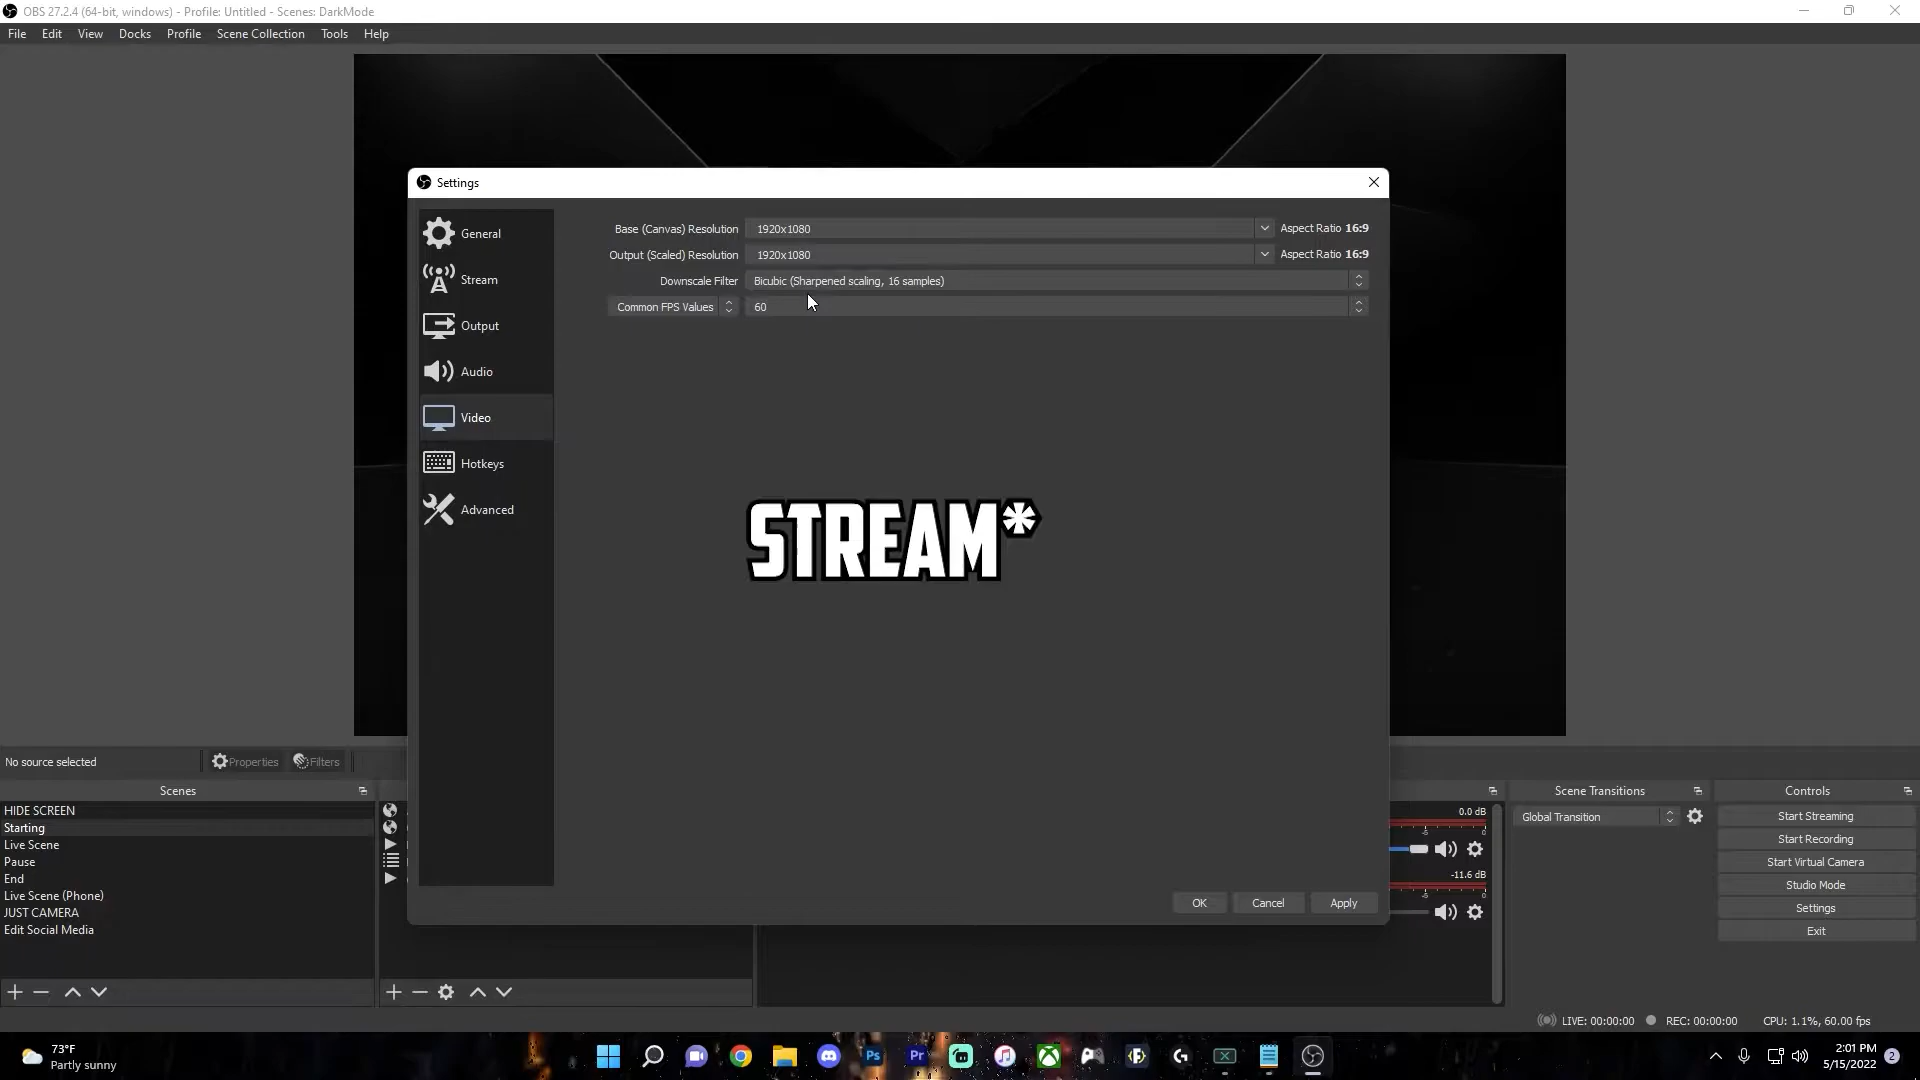 OBS 27.2.4 (64-bit, windows) - Profile: Untitled - Scenes: DarkMode
File Edit View Docks Profile Scene Collection Tools Help
Settings
General
Stream
Output
Audio
Video
Hotkeys
Advanced
Base (Canvas) Resolution 1920x1080 Aspect Ratio 16:9
Output (Scaled) Resolution 1920x1080 Aspect Ratio 16:9
Downscale Filter Bicubic (Sharpened scaling, 16 samples)
Common FPS Values 60
STREAM*
OK Cancel Apply
No source selected Properties Filters
Scenes
HIDE SCREEN
Starting
Live Scene
Pause
End
Live Scene (Phone)
JUST CAMERA
Edit Social Media
0.0 dB
-11.6 dB
Scene Transitions
Global Transition
Controls
Start Streaming
Start Recording
Start Virtual Camera
Studio Mode
Settings
Exit
LIVE: 00:00:00 REC: 00:00:00 CPU: 1.1%, 60.00 fps
73°F
Partly sunny
Ps
Pr
2:01 PM
5/15/2022
2